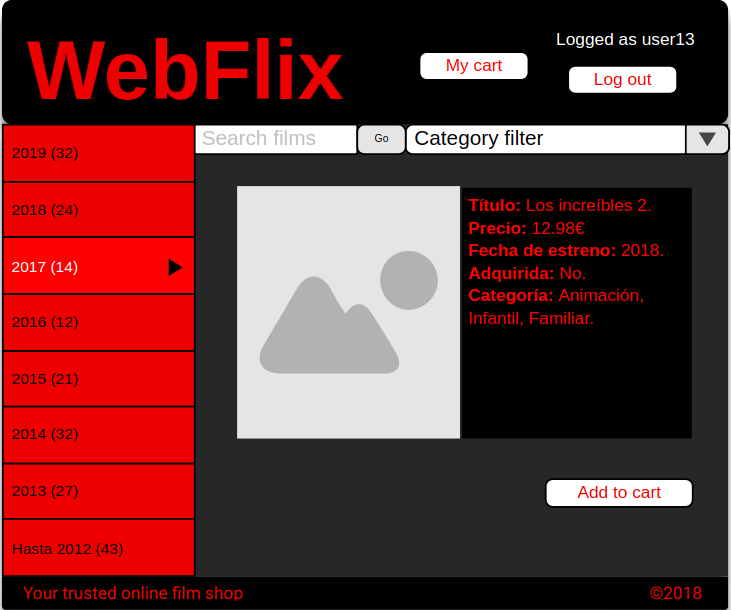 WebFlix
Logged as user13
My cart
Log out
Search films
Go
Category filter
2019 (32)
2018 (24)
2017 (14)
2016 (12)
2015 (21)
2014 (32)
2013 (27)
Hasta 2012 (43)
Título: Los increíbles 2.
Precio: 12.98€
Fecha de estreno: 2018.
Adquirida: No.
Categoría: Animación,
Infantil, Familiar.
Add to cart
Your trusted online film shop
©2018